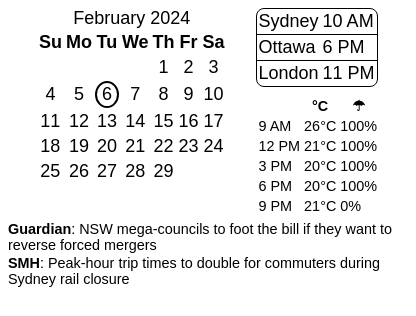 February 2024
Su Mo Tu We Th Fr Sa
1 2 3
4 5 6 7 8 9 10
11 12 13 14 15 16 17
18 19 20 21 22 23 24
25 26 27 28 29
Sydney 10 AM
Ottawa 6 PM
London 11 PM
°C ☂
9 AM 26°C 100%
12 PM 21°C 100%
3 PM 20°C 100%
6 PM 20°C 100%
9 PM 21°C 0%
Guardian: NSW mega-councils to foot the bill if they want to
reverse forced mergers
SMH: Peak-hour trip times to double for commuters during
Sydney rail closure